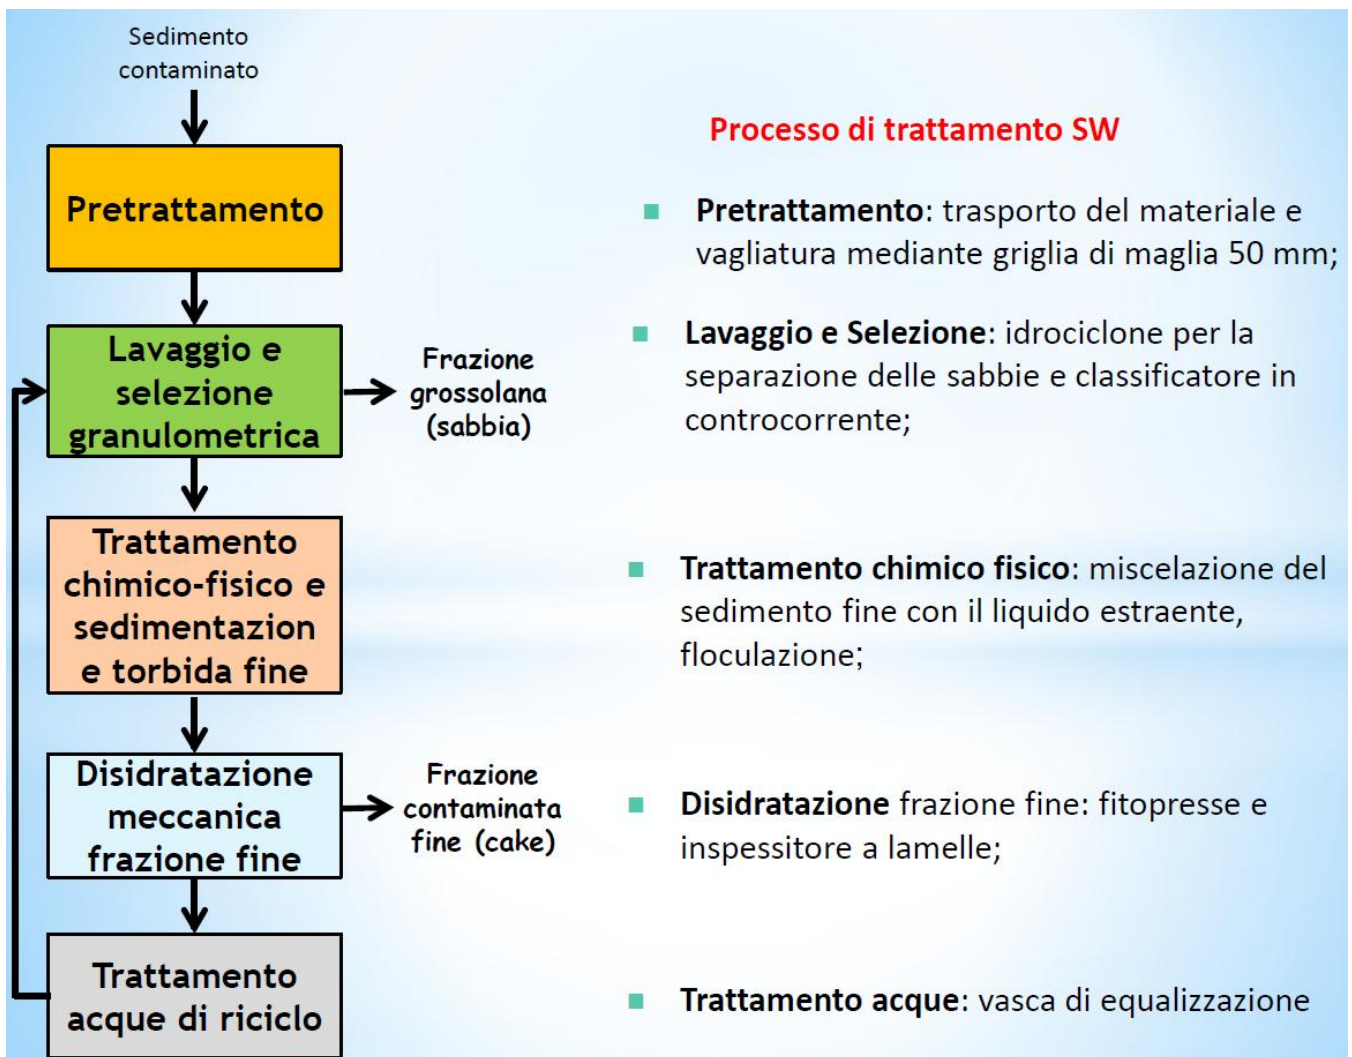 Sedimento
contaminato
Pretrattamento
Lavaggio e
selezione
granulometrica
Frazione
grossolana
(sabbia)
Trattamento
chimico-fisico e
sedimentazion
e torbida fine
Disidratazione
meccanica
frazione fine
Frazione
contaminata
fine (cake)
Trattamento
acque di riciclo
Processo di trattamento SW
Pretrattamento: trasporto del materiale e
vagliatura mediante griglia di maglia 50 mm;
Lavaggio e Selezione: idrociclone per la
separazione delle sabbie e classificatore in
controcorrente;
Trattamento chimico fisico: miscelazione del
sedimento fine con il liquido estraente,
floculazione;
Disidratazione frazione fine: fitopresse e
inspessitore a lamelle;
Trattamento acque: vasca di equalizzazione